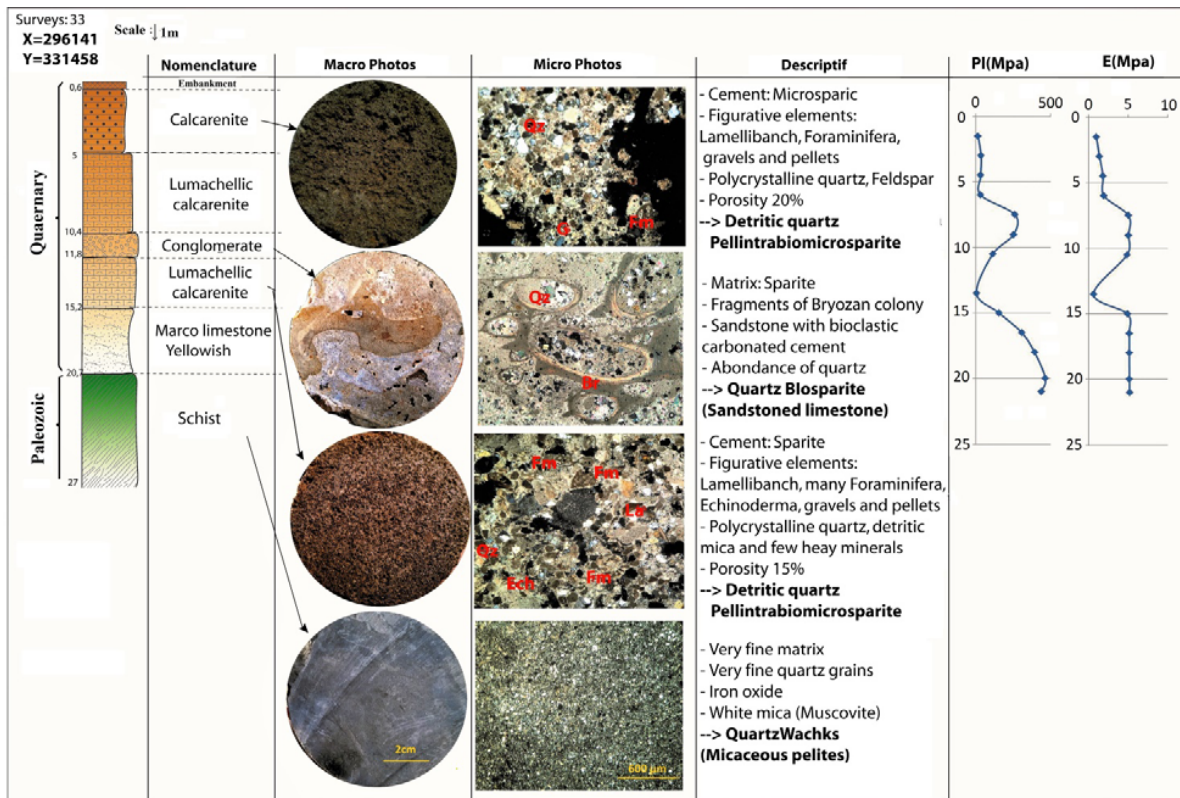 Surveys: 33
X=296141
Y=331458
Scale : 1m
Nomenclature
Macro Photos
Micro Photos
Descriptif
PI(Mpa)
E(Mpa)
Quaernary
Paleozoic
0,6
5
10,4
11,8
15,2
20,7
27
Embankment
Calcarenite
Lumachellic
calcarenite
Conglomerate
Lumachellic
calcarenite
Marco limestone
Yellowish
Schist
2cm
Qz
G
Fm
Qz
Br
Fm
Fm
La
Qz
Ech
Fm
600 µm
- Cement: Microsparic
- Figurative elements:
Lamellibanch, Foraminifera,
gravels and pellets
- Polycrystalline quartz, Feldspar
- Porosity 20%
--> Detritic quartz
Pellintrabiomicrosparite
- Matrix: Sparite
- Fragments of Bryozan colony
- Sandstone with bioclastic
carbonated cement
- Abondance of quartz
--> Quartz Blosparite
(Sandstoned limestone)
- Cement: Sparite
- Figurative elements:
Lamellibanch, many Foraminifera,
Echinoderma, gravels and pellets
- Polycrystalline quartz, detritic
mica and few heay minerals
- Porosity 15%
--> Detritic quartz
Pellintrabiomicrosparite
- Very fine matrix
- Very fine quartz grains
- Iron oxide
- White mica (Muscovite)
--> QuartzWachks
(Micaceous pelites)
0 500
0
5
10
15
20
25
0 5 10
0
5
10
15
20
25